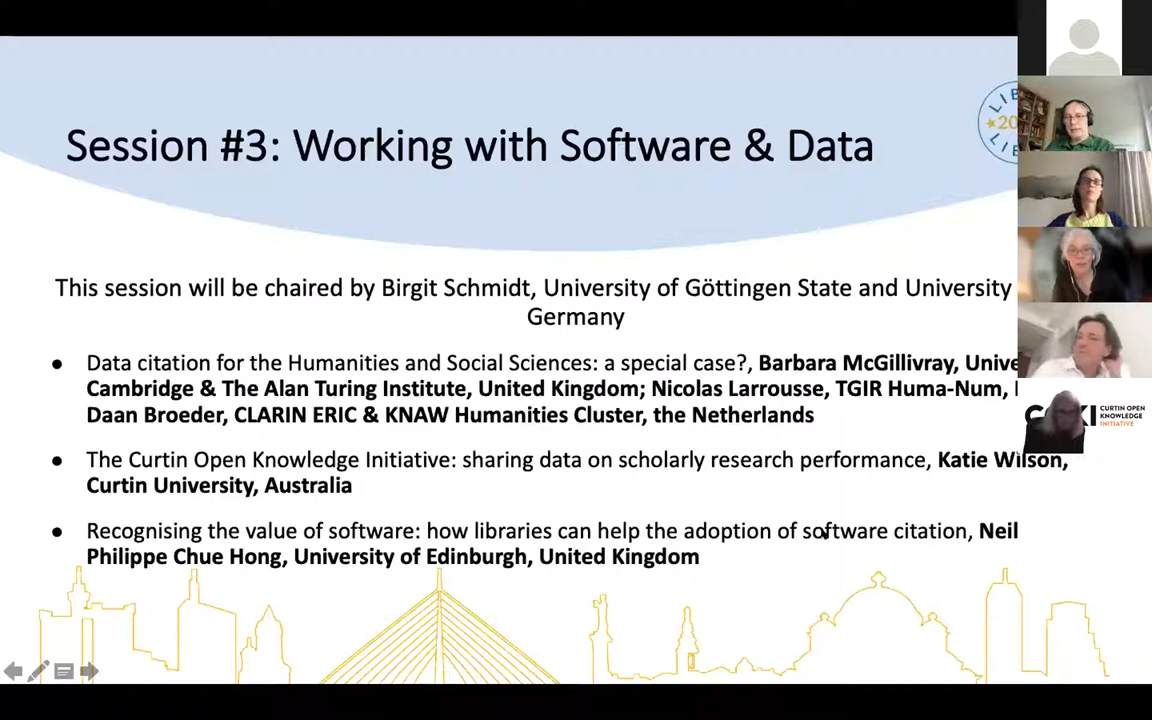 Session #3: Working with Software & Data
LIB
★20
LIB
This session will be chaired by Birgit Schmidt, University of Göttingen State and University
Germany
● Data citation for the Humanities and Social Sciences: a special case?, Barbara McGillivray, Unive
Cambridge & The Alan Turing Institute, United Kingdom; Nicolas Larrousse, TGIR Huma-Num,
Daan Broeder, CLARIN ERIC & KNAW Humanities Cluster, the Netherlands
● The Curtin Open Knowledge Initiative: sharing data on scholarly research performance, Katie Wilson,
Curtin University, Australia
● Recognising the value of software: how libraries can help the adoption of software citation, Neil
Philippe Chue Hong, University of Edinburgh, United Kingdom
CURTIN OPEN
KNOWLEDGE
INITIATIVE